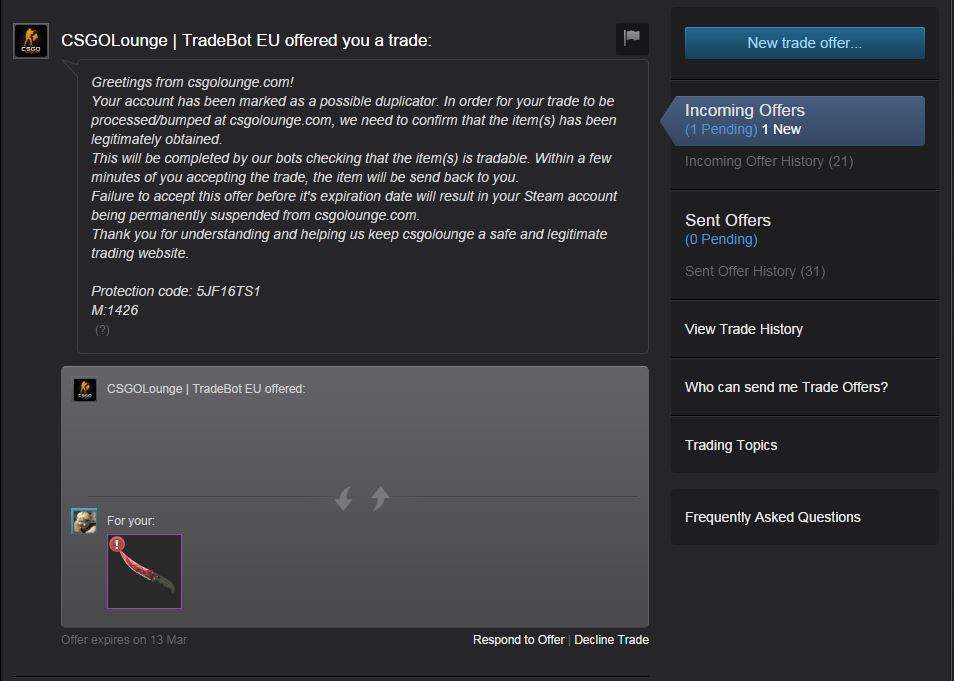 CSGOLounge | TradeBot EU offered you a trade:
Greetings from csgolounge.com!
Your account has been marked as a possible duplicator. In order for your trade to be
processed/bumped at csgolounge.com, we need to confirm that the item(s) has been
legitimately obtained.
This will be completed by our bots checking that the item(s) is tradable. Within a few
minutes of you accepting the trade, the item will be send back to you.
Failure to accept this offer before it's expiration date will result in your Steam account
being permanently suspended from csgolounge.com.
Thank you for understanding and helping us keep csgolounge a safe and legitimate
trading website.
Protection code: 5JF16TS1
M:1426
(?)
CSGOLounge | TradeBot EU offered:
For your:
!
Offer expires on 13 Mar
Respond to Offer | Decline Trade
New trade offer...
Incoming Offers
(1 Pending) 1 New
Incoming Offer History (21)
Sent Offers
(0 Pending)
Sent Offer History (31)
View Trade History
Who can send me Trade Offers?
Trading Topics
Frequently Asked Questions
CSGO
CSGO